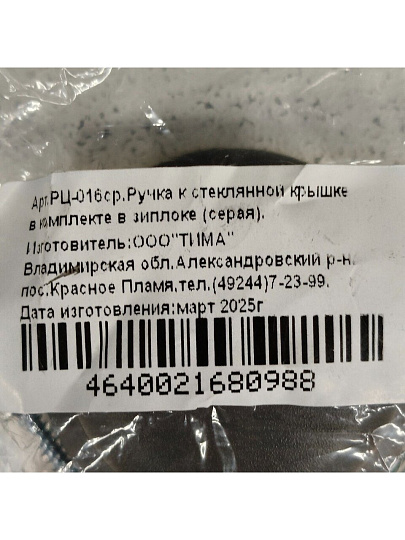 Арт.РЦ-016ср.Ручка к стеклянной крышке
в комплекте в зиплоке (серая).
Изготовитель:ООО"ТИМА"
Владимирская обл.Александровский р-н.
пос.Красное Пламя.тел.(49244)7-23-99.
Дата изготовления:март 2025г
4640021680988